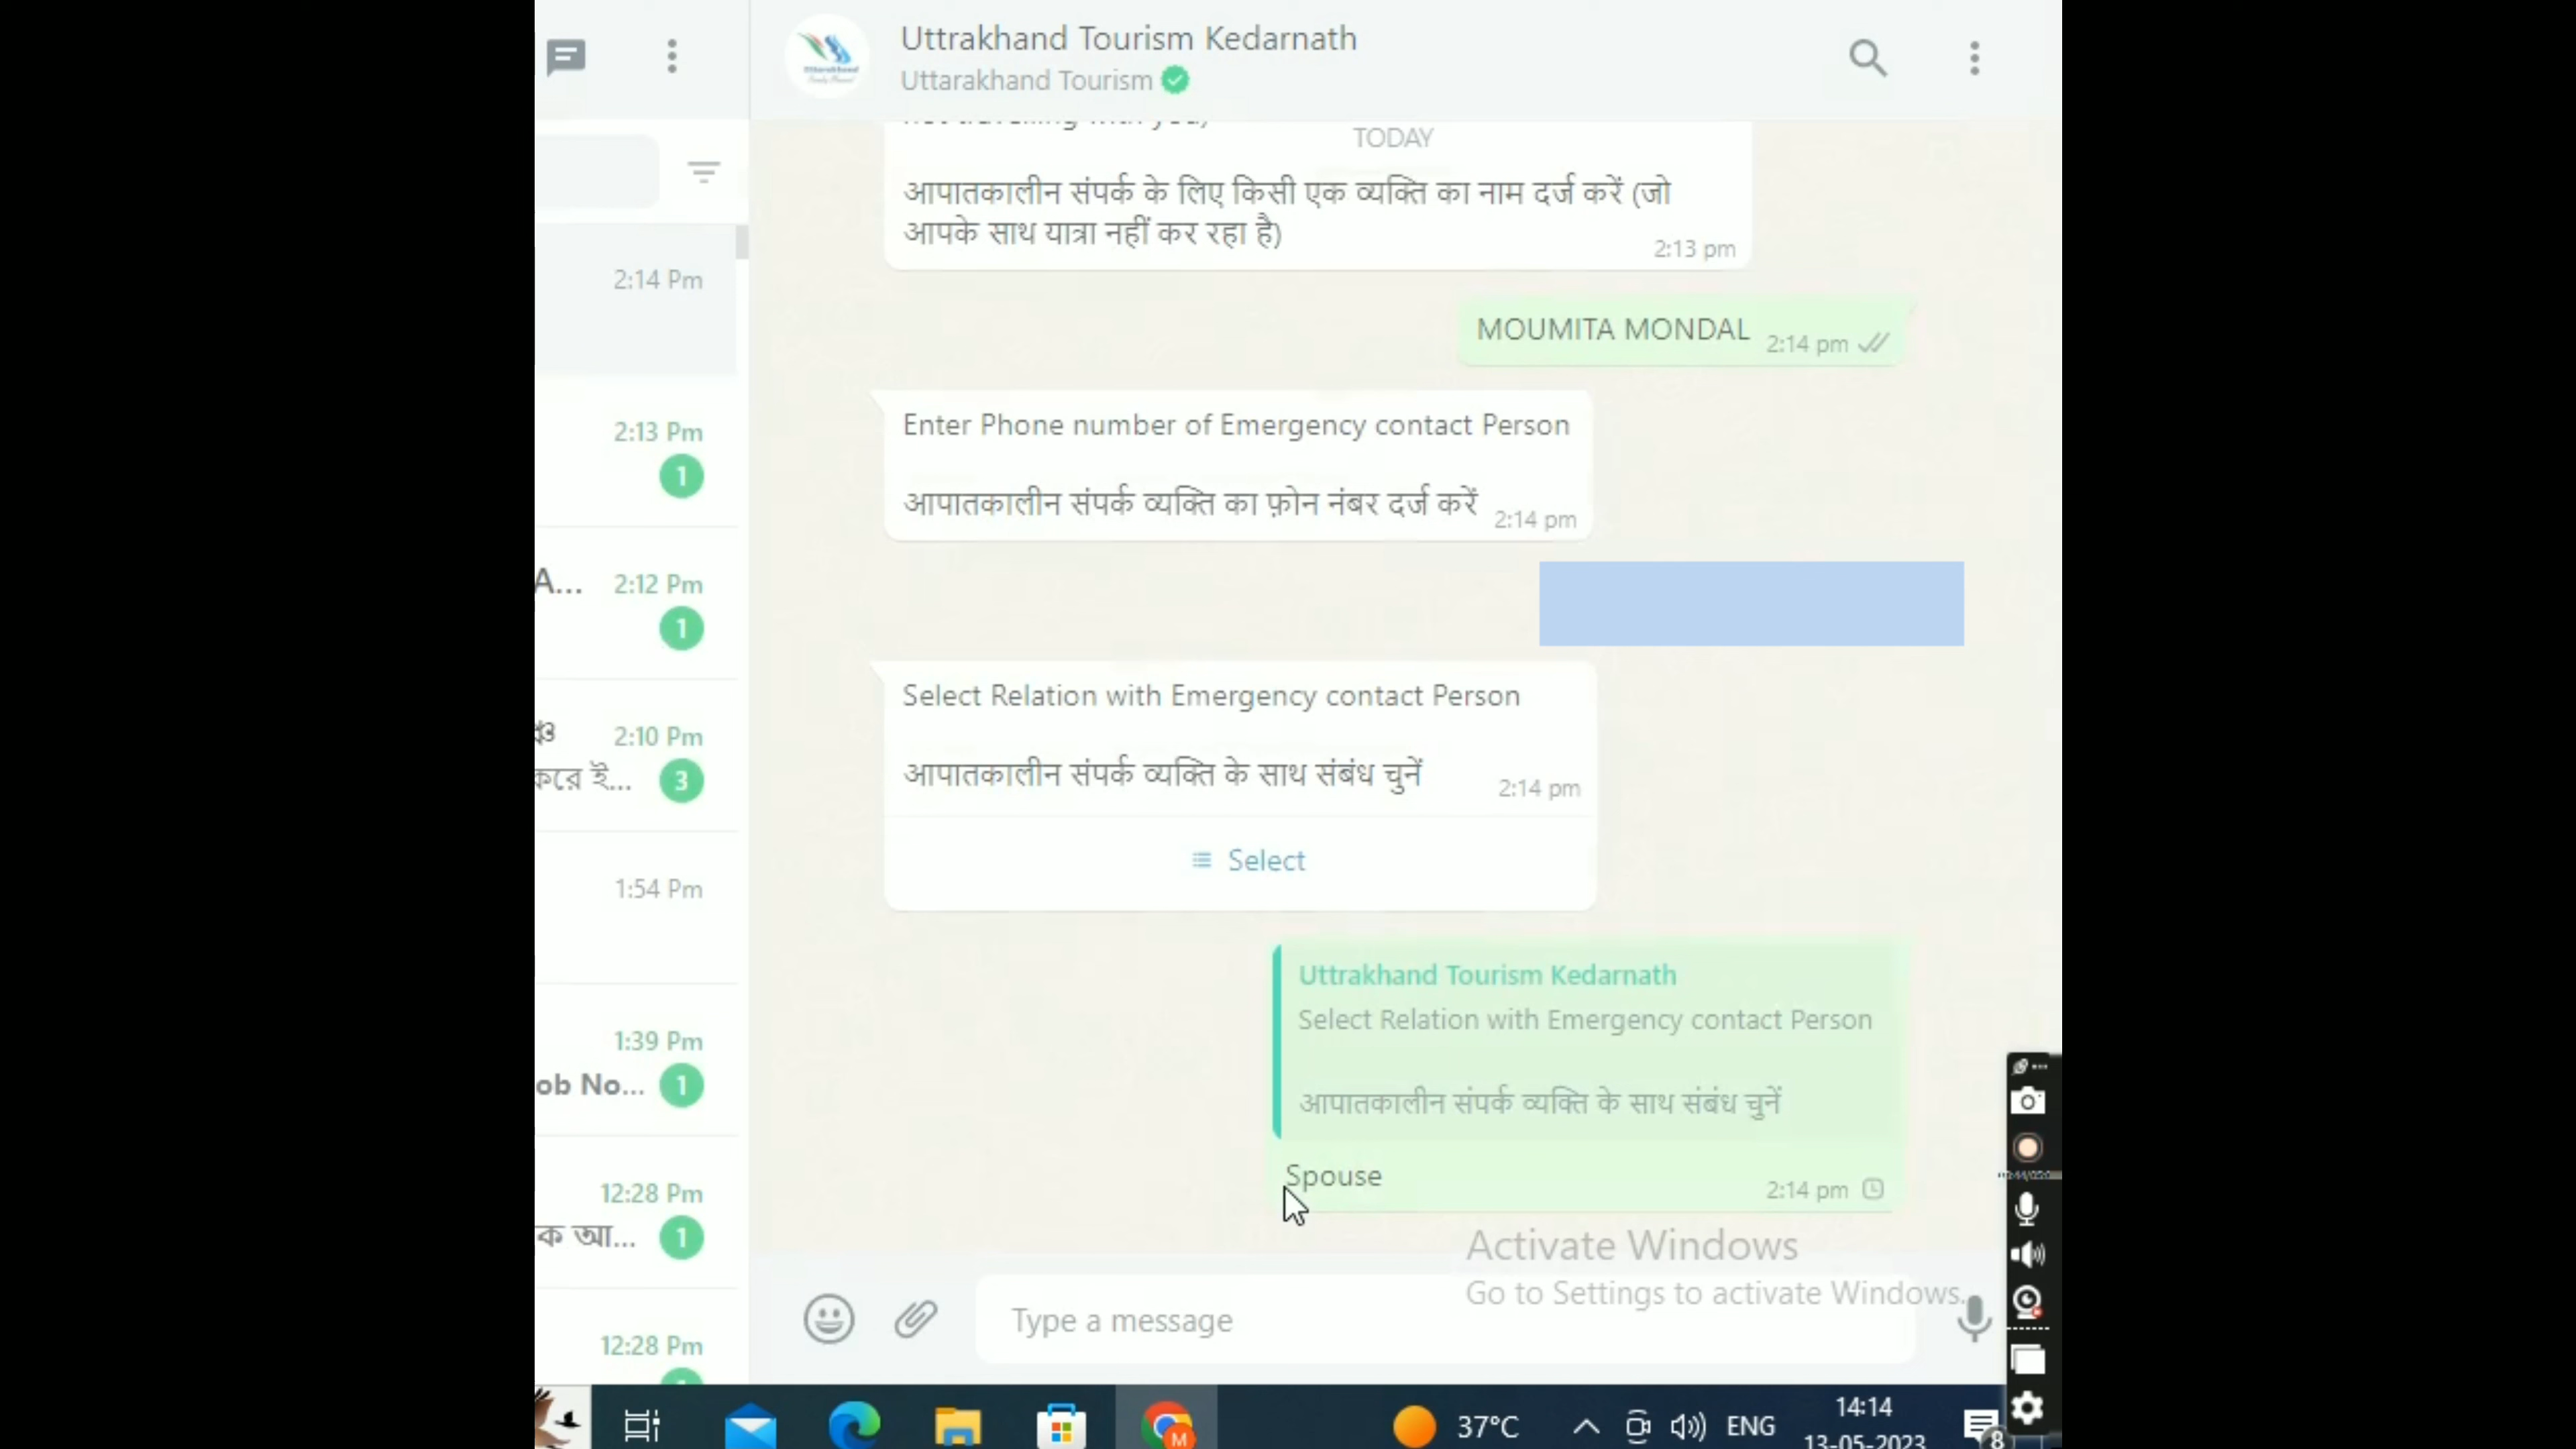 Uttrakhand Tourism Kedarnath
Uttarakhand Tourism
TODAY
आपातकालीन संपर्क के लिए किसी एक व्यक्ति का नाम दर्ज करें (जो
आपके साथ यात्रा नहीं कर रहा है)
2:13 pm
MOUMITA MONDAL 2:14 pm
Enter Phone number of Emergency contact Person
आपातकालीन संपर्क व्यक्ति का फ़ोन नंबर दर्ज करें
2:14 pm
Select Relation with Emergency contact Person
आपातकालीन संपर्क व्यक्ति के साथ संबंध चुनें
2:14 pm
Select
Uttrakhand Tourism Kedarnath
Select Relation with Emergency contact Person
आपातकालीन संपर्क व्यक्ति के साथ संबंध चुनें
Spouse
2:14 pm
Activate Windows
Go to Settings to activate Windows.
Type a message
2:14 Pm
2:13 Pm
1
A... 2:12 Pm
1
2:10 Pm
করে ই... 3
1:54 Pm
1:39 Pm
ob No... 1
12:28 Pm
ক আ... 1
12:28 Pm
37°C
ENG
14:14
13-05-2023
8